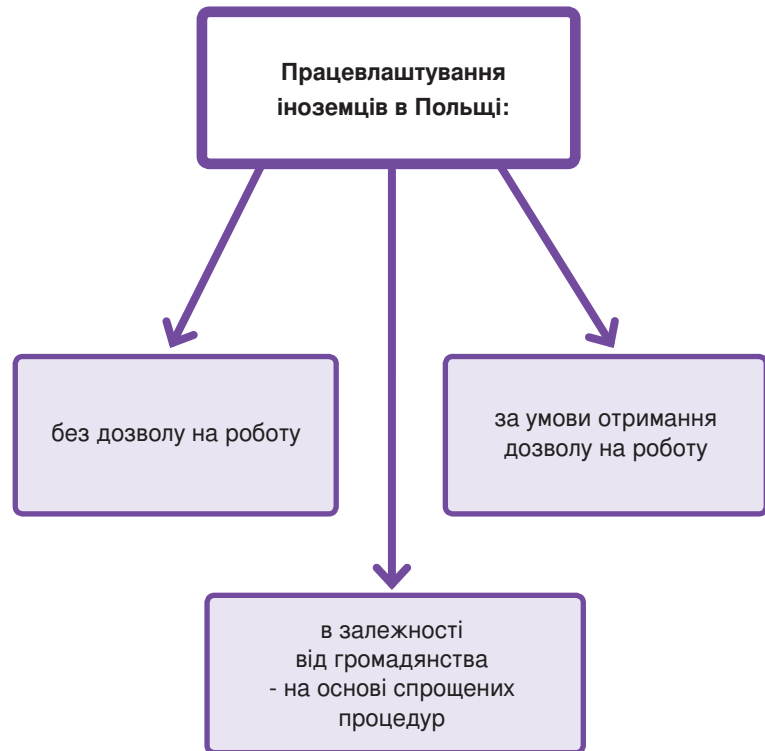 Працевлаштування
іноземців в Польщі:
без дозволу на роботу
за умови отримання
дозволу на роботу
в залежності
від громадянства
- на основі спрощених
процедур